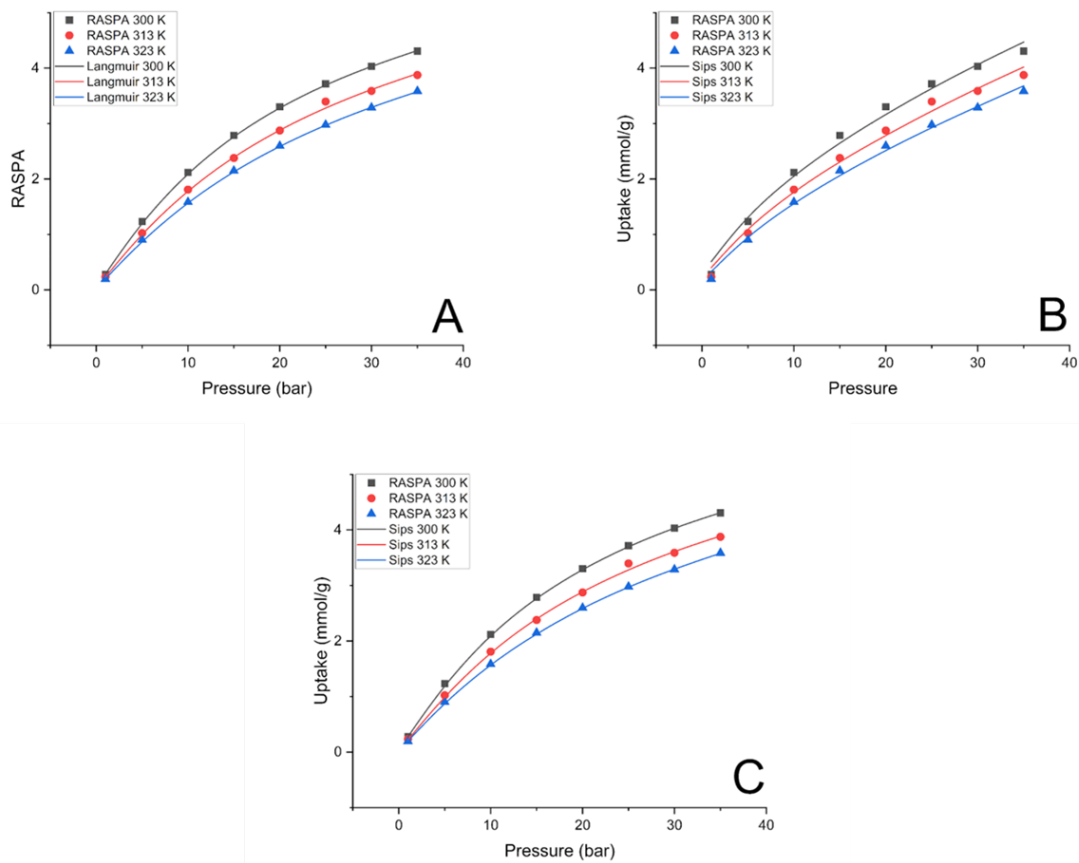 RASPA 300 K
RASPA 313 K
RASPA 323 K
Langmuir 300 K
Langmuir 313 K
Langmuir 323 K
4
2
0
RASPA
A
0
10
20
30
40
Pressure (bar)
RASPA 300 K
RASPA 313 K
RASPA 323 K
Sips 300 K
Sips 313 K
Sips 323 K
4
2
0
Uptake (mmol/g)
B
0
10
20
30
40
Pressure
RASPA 300 K
RASPA 313 K
RASPA 323 K
Sips 300 K
Sips 313 K
Sips 323 K
4
2
0
Uptake (mmol/g)
C
0
10
20
30
40
Pressure (bar)